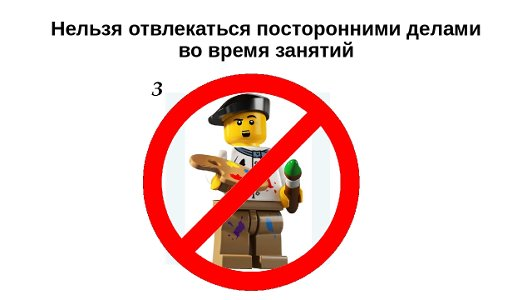 Нельзя отвлекаться посторонними делами
во время занятий
3